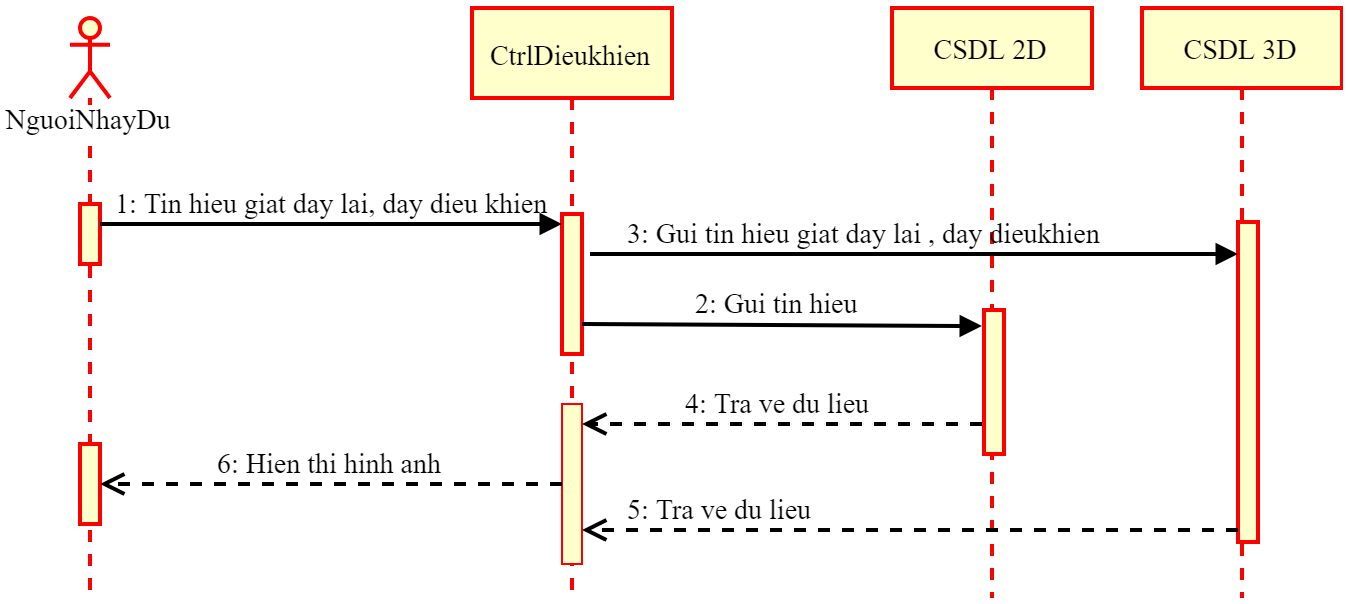 CtrlDieukhien
CSDL 2D
CSDL 3D
NguoiNhayDu
1: Tin hieu giat day lai, day dieu khien
3: Gui tin hieu giat day lai , day dieukhien
2: Gui tin hieu
4: Tra ve du lieu
6: Hien thi hinh anh
5: Tra ve du lieu